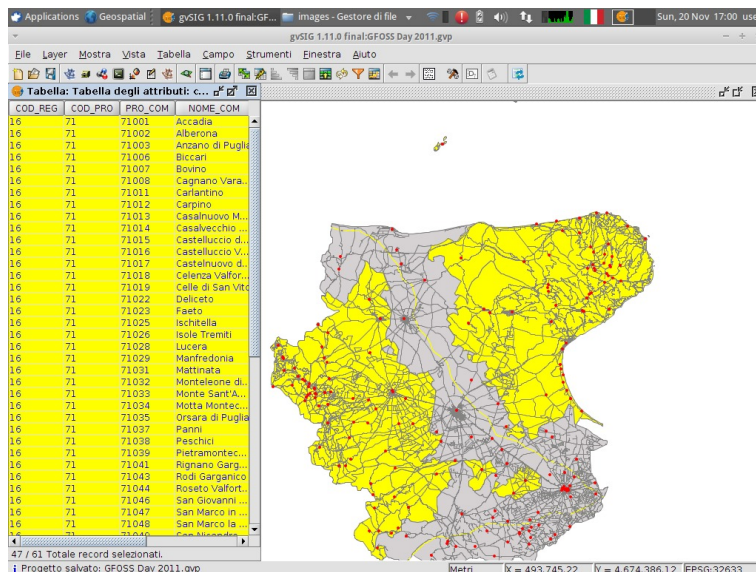 Applications Geospatial gvSIG 1.11.0 final:GF... images - Gestore di file Sun, 20 Nov 17:00 use
gvSIG 1.11.0 final:GFOSS Day 2011.gvp
File Layer Mostra Vista Tabella Campo Strumenti Finestra Aiuto
Tabella: Tabella degli attributi: c...
COD_REG COD_PRO PRO_COM NOME_COM
16 71 71001 Accadia
16 71 71002 Alberona
16 71 71003 Anzano di Puglia
16 71 71006 Biccari
16 71 71007 Bovino
16 71 71008 Cagnano Vara...
16 71 71011 Carlantino
16 71 71012 Carpino
16 71 71013 Casalnuovo M...
16 71 71014 Casalvecchio ...
16 71 71015 Castelluccio d...
16 71 71016 Castelluccio V...
16 71 71017 Castelnuovo d...
16 71 71018 Celenza Valfor...
16 71 71019 Celle di San Vito
16 71 71022 Deliceto
16 71 71023 Faeto
16 71 71025 Ischitella
16 71 71026 Isole Tremiti
16 71 71028 Lucera
16 71 71029 Manfredonia
16 71 71031 Mattinata
16 71 71032 Monteleone di...
16 71 71033 Monte Sant'A...
16 71 71034 Motta Montec...
16 71 71035 Orsara di Puglia
16 71 71037 Panni
16 71 71038 Peschici
16 71 71039 Pietramontec...
16 71 71041 Rignano Garg...
16 71 71043 Rodi Garganico
16 71 71044 Roseto Valfort...
16 71 71046 San Giovanni ...
16 71 71047 San Marco in ...
16 71 71048 San Marco la ...
16 71 71049 San Nicandro
47 / 61 Totale record selezionati.
Progetto salvato: GFOSS Day 2011.gvp Metri X = 493.745,22 Y = 4.674.386,12 EPSG:32633